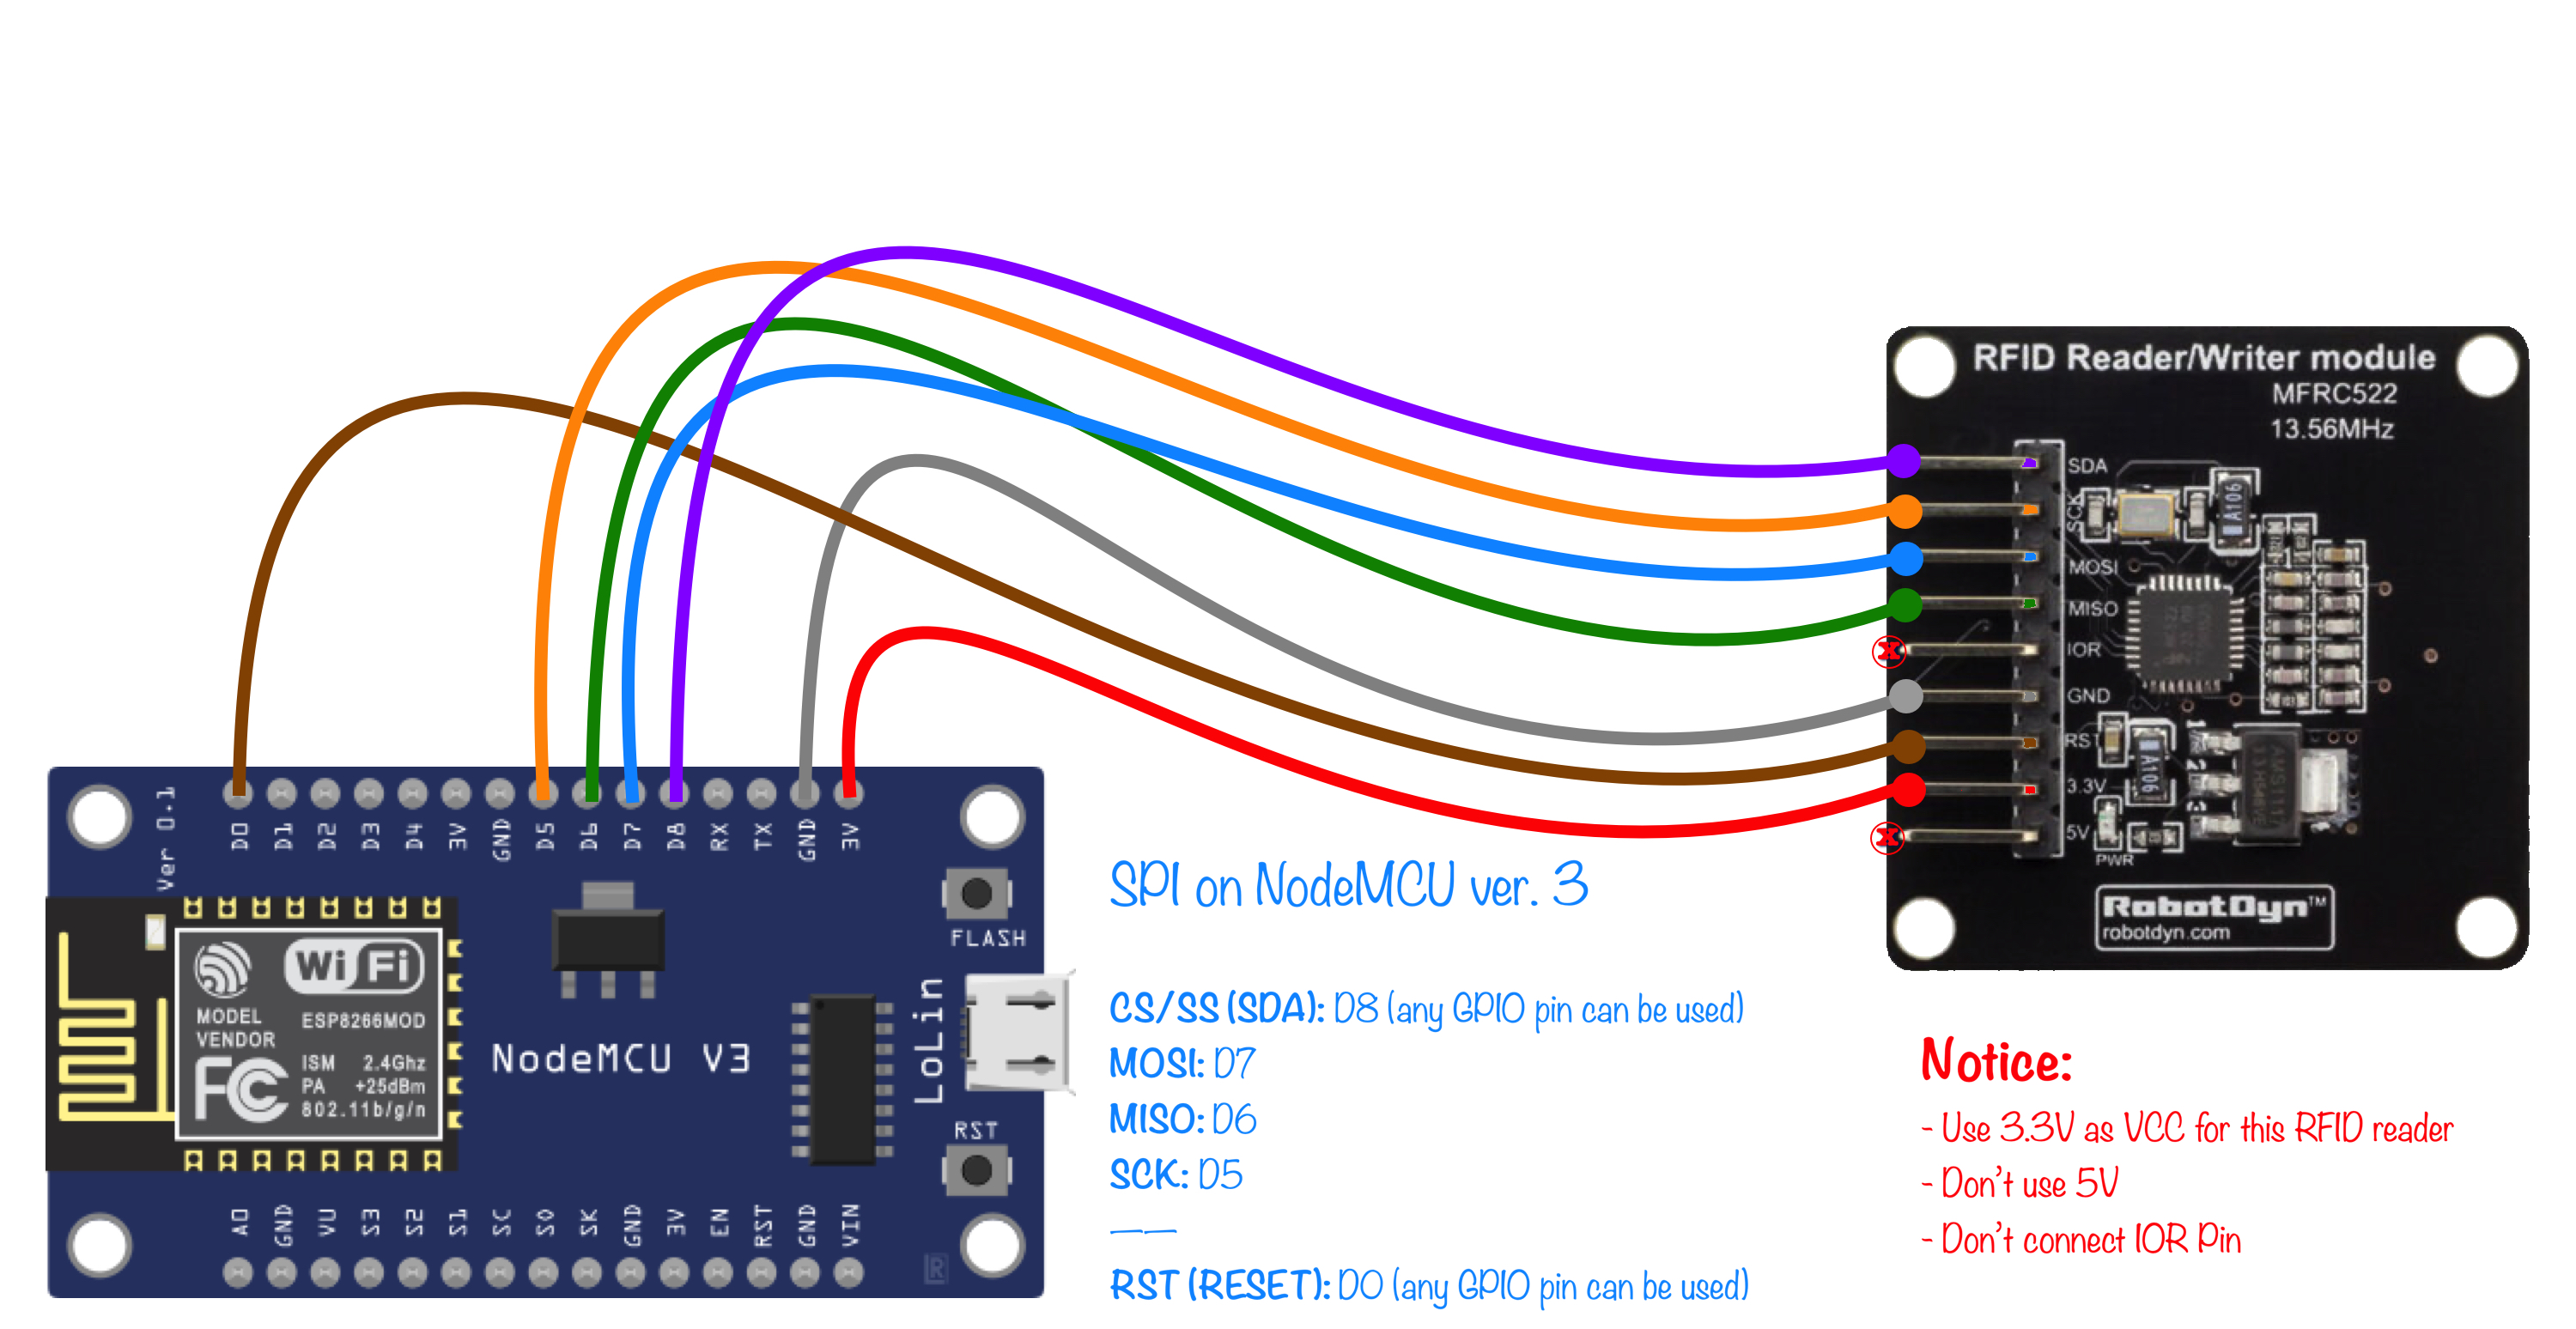 RFID Reader/Writer module
MFRC522
13.56MHz
SDA
SCK
MOSI
MISO
IOR
GND
RST
3.3V
5V
PWR
A106
A106
RobotDyn™
robotdyn.com
Ver 0.1
D0 D1 D2 D3 D4 3V GND D5 D6 D7 D8 RX TX GND 3V
FLASH
WiFi
MODEL ESP8266MOD
VENDOR
FC
ISM 2.4Ghz
PA +25dBm
802.11b/g/n
NodeMCU V3
LoLin
RST
A0 GND VU S3 S2 S1 SC S0 SK GND 3V EN RST GND VIN
R
SPI on NodeMCU ver. 3
CS/SS (SDA): D8 (any GPIO pin can be used)
MOSI: D7
MISO: D6
SCK: D5
RST (RESET): D0 (any GPIO pin can be used)
Notice:
- Use 3.3V as VCC for this RFID reader
- Don't use 5V
- Don't connect IOR Pin